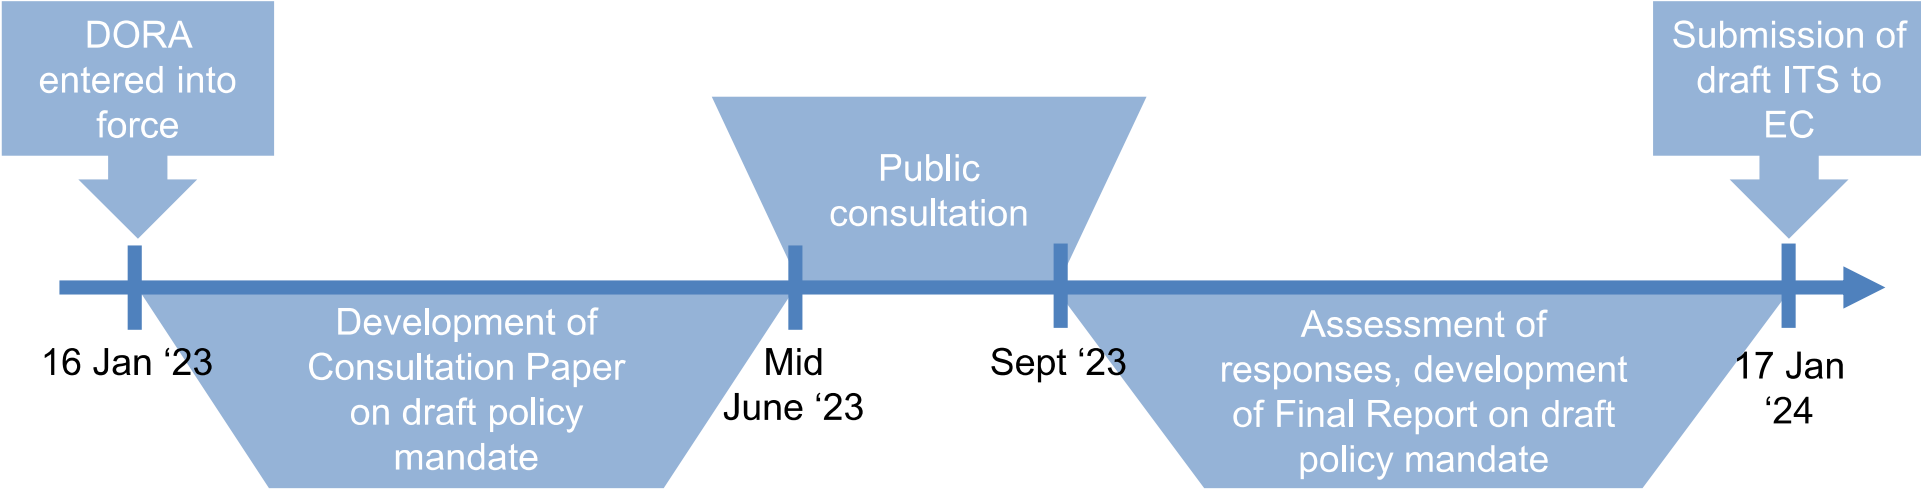 DORA
entered into
force
Submission of
draft ITS to
EC
Public
consultation
16 Jan ‘23
Development of
Consultation Paper
on draft policy
mandate
Mid
June ‘23
Sept ‘23
Assessment of
responses, development
of Final Report on draft
policy mandate
17 Jan
‘24